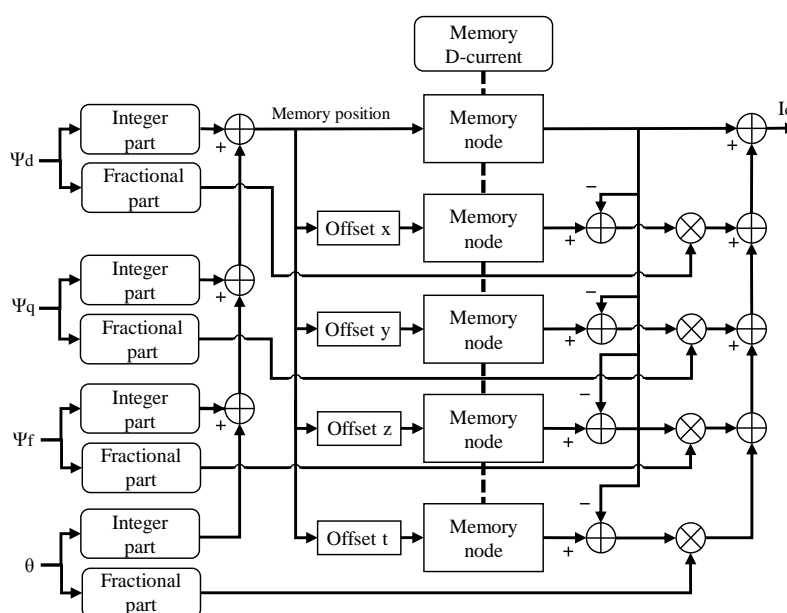 Memory
D-current
Integer
part
Memory position
Memory
node
Ψd
Fractional
part
Offset x
Memory
node
Integer
part
Ψq
Fractional
part
Offset y
Memory
node
Integer
part
Ψf
Fractional
part
Offset z
Memory
node
Integer
part
θ
Fractional
part
Offset t
Memory
node